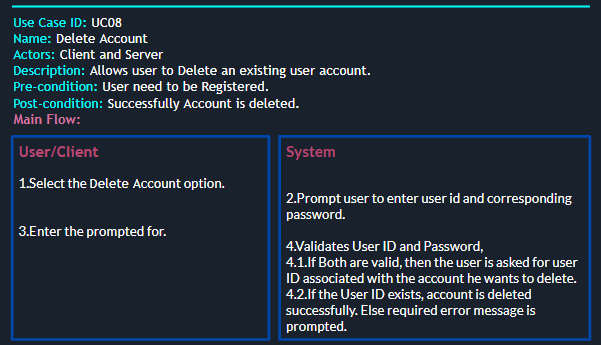 Use Case ID: UC08
Name: Delete Account
Actors: Client and Server
Description: Allows user to Delete an existing user account.
Pre-condition: User need to be Registered.
Post-condition: Successfully Account is deleted.
Main Flow:
User/Client
1.Select the Delete Account option.
3.Enter the prompted for.
System
2.Prompt user to enter user id and corresponding
password.
4.Validates User ID and Password,
4.1.If Both are valid, then the user is asked for user
ID associated with the account he wants to delete.
4.2.If the User ID exists, account is deleted
successfully. Else required error message is
prompted.